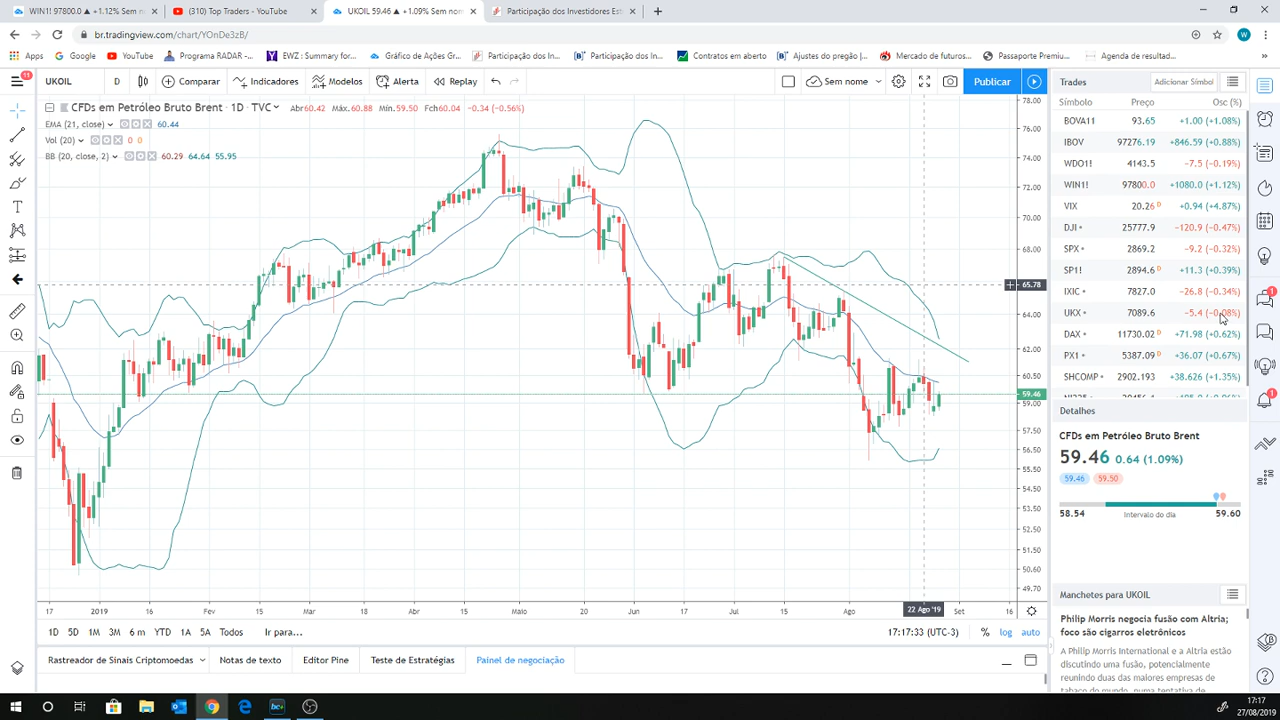 WIN1! 97800.0 ▲ +1.12% Sem nom
(310) Top Traders - YouTube
UKOIL 59.46 ▲ +1.09% Sem nom
Participação dos Investidores Est
br.tradingview.com/chart/YOnDe3zB/
Apps
Google
YouTube
Programa RADAR -...
EWZ : Summary for...
Gráfico de Ações Gr...
Participação dos In...
Participação dos In...
Contratos em aberto
Ajustes do pregão |...
Mercado de futuros...
Passaporte Premiu...
Agenda de resultad...
11
UKOIL
D
Comparar
Indicadores
Modelos
Alerta
Replay
Sem nome
Publicar
CFDs em Petróleo Bruto Brent · 1D · TVC
Abr60.42 Máx.60.88 Mín.59.50 Fch60.04 −0.34 (−0.56%)
EMA (21, close) 60.44
Vol (20) 0 0
BB (20, close, 2) 60.29 64.64 55.95
78.00
76.00
74.00
72.00
70.00
68.00
65.78
64.00
62.00
60.50
59.46
59.00
57.50
56.50
55.50
54.50
53.50
52.50
51.50
50.60
49.70
17 2019 16 Fev 15 Mar 18 Abr 15 Maio 20 Jun 17 Jul 15 Ago 22 Ago '19 Set 16
1D 5D 1M 3M 6 m YTD 1A 5A Todos Ir para...
17:17:33 (UTC-3) % log auto
Rastreador de Sinais Criptomoedas
Notas de texto
Editor Pine
Teste de Estratégias
Painel de negociação
Trades
Adicionar Símbol
Símbolo Preço Osc (%)
BOVA11 93.65 +1.00 (+1.08%)
IBOV 97276.19 +846.59 (+0.88%)
WDO1! 4143.5 −7.5 (−0.19%)
WIN1! 97800.0 +1080.0 (+1.12%)
VIX 20.26 D +0.94 (+4.87%)
DJI 25777.9 −120.9 (−0.47%)
SPX 2869.2 −9.2 (−0.32%)
SP1! 2894.6 D +11.3 (+0.39%)
IXIC 7827.0 −26.8 (−0.34%)
UKX 7089.6 −5.4 (−0.08%)
DAX 11730.02 D +71.98 (+0.62%)
PX1 5387.09 D +36.07 (+0.67%)
SHCOMP 2902.193 +38.626 (+1.35%)
Detalhes
CFDs em Petróleo Bruto Brent
59.46 0.64 (1.09%)
59.46 59.50
58.54 Intervalo do dia 59.60
Manchetes para UKOIL
Philip Morris negocia fusão com Altria;
foco são cigarros eletrônicos
A Philip Morris International e a Altria estão
discutindo uma fusão, potencialmente
reunindo duas das maiores empresas de
tabaco do mundo, numa tentativa de
1
1
17:17
27/08/2019